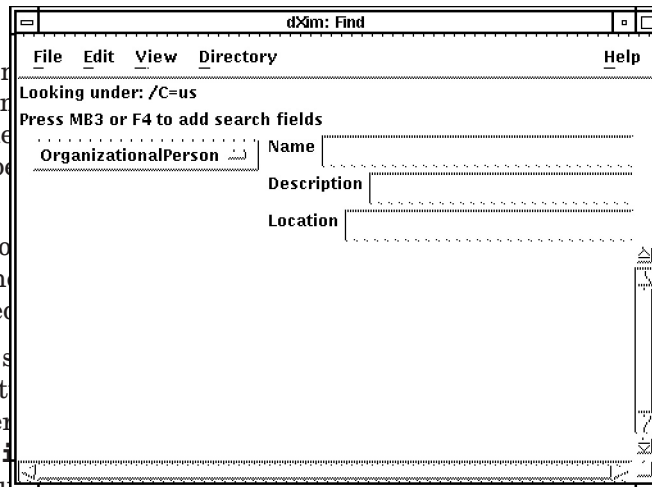 dXim: Find
File Edit View Directory Help
Looking under: /C=us
Press MB3 or F4 to add search fields
OrganizationalPerson Name
Description
Location